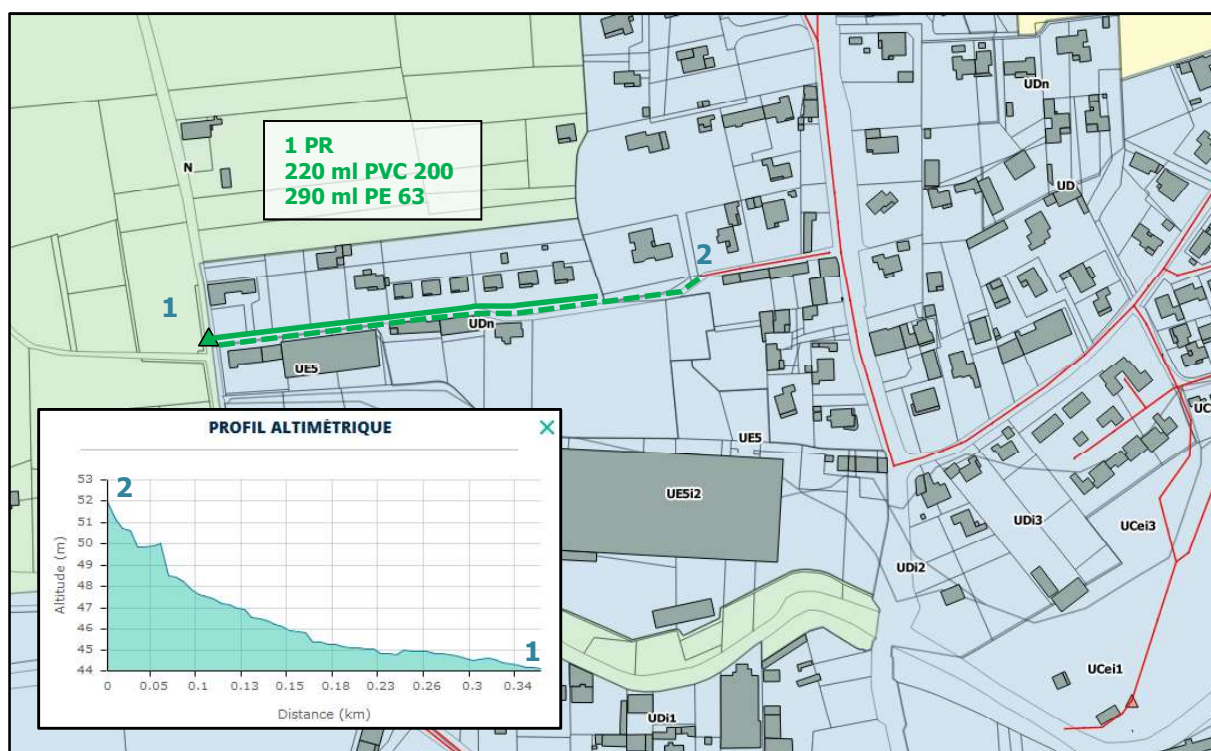 UDn
UD
N
1 PR
220 ml PVC 200
290 ml PE 63
2
1
UDn
UE5
UE5
UE5i2
UDi3
UCei3
UDi2
UCei1
UDi1
PROFIL ALTIMÉTRIQUE
×
53
52
51
50
49
48
47
46
45
44
Altitude (m)
2
1
0
0.05
0.1
0.13
0.15
0.18
0.23
0.26
0.3
0.34
Distance (km)